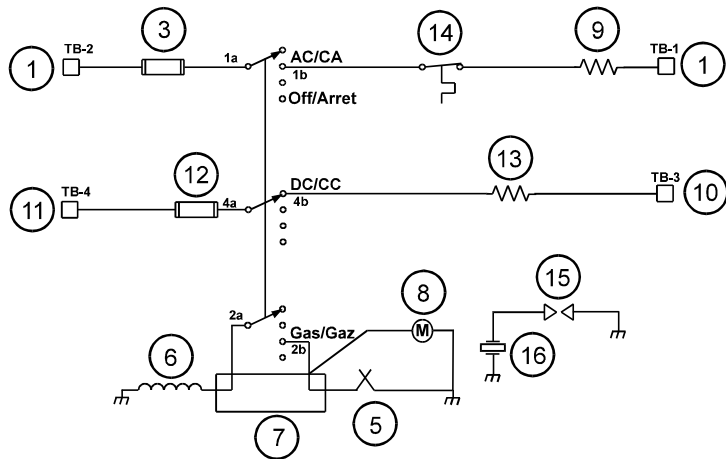 3
14
9
TB-2
1a
AC/CA
TB-1
1
1b
1
Off/Arret
12
13
TB-4
DC/CC
TB-3
11
4a
4b
10
15
8
2a
Gas/Gaz
M
2b
6
16
7
5